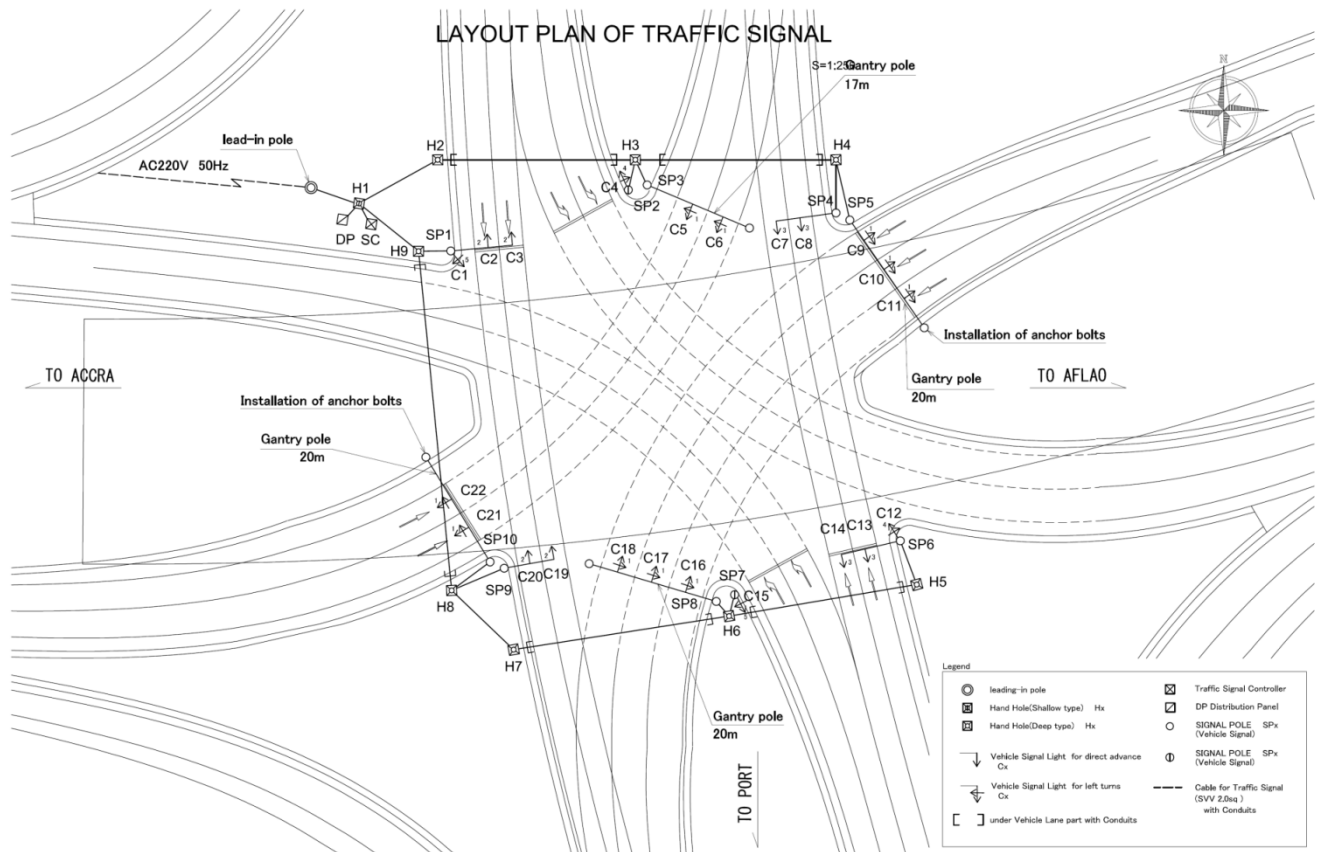 LAYOUT PLAN OF TRAFFIC SIGNAL
Gantry pole
17m
lead-in pole
AC220V 50Hz
H1
H2
H3
H4
DP
SC
H9
SP1
C1
C2
C3
C4
SP2
SP3
C5
C6
SP4
SP5
C7
C8
C9
C10
C11
Installation of anchor bolts
Gantry pole
20m
TO ACCRA
TO AFLAO
Installation of anchor bolts
Gantry pole
20m
C22
C21
SP10
SP9
C20
C19
C18
C17
C16
SP8
SP7
C15
C14
C13
C12
SP6
H5
H6
H7
H8
Gantry pole
20m
TO PORT
Legend
leading-in pole
Hand Hole(Shallow type) Hx
Hand Hole(Deep type) Hx
Vehicle Signal Light for direct advance
Cx
Vehicle Signal Light for left turns
Cx
under Vehicle Lane part with Conduits
Traffic Signal Controller
DP Distribution Panel
SIGNAL POLE SPx
(Vehicle Signal)
SIGNAL POLE SPx
(Vehicle Signal)
Cable for Traffic Signal
(SVV 2.0sq )
with Conduits